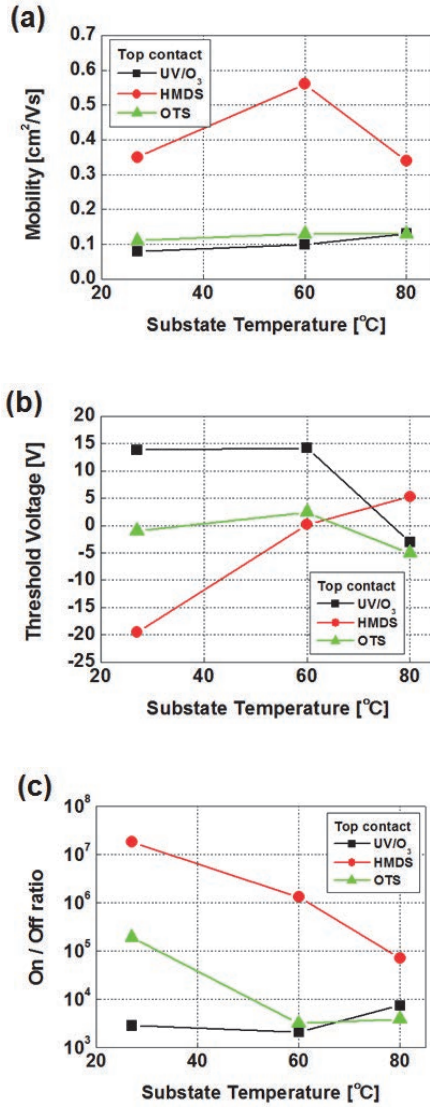 (a)
0.7
0.6
0.5
0.4
0.3
0.2
0.1
0.0
Mobility [cm²/Vs]
Top contact
UV/O₃
HMDS
OTS
20 40 60 80
Substate Temperature [°C]
(b)
20
15
10
5
0
-5
-10
-15
-20
-25
Threshold Voltage [V]
Top contact
UV/O₃
HMDS
OTS
20 40 60 80
Substate Temperature [°C]
(c)
10⁸
10⁷
10⁶
10⁵
10⁴
10³
On / Off ratio
Top contact
UV/O₃
HMDS
OTS
20 40 60 80
Substate Temperature [°C]